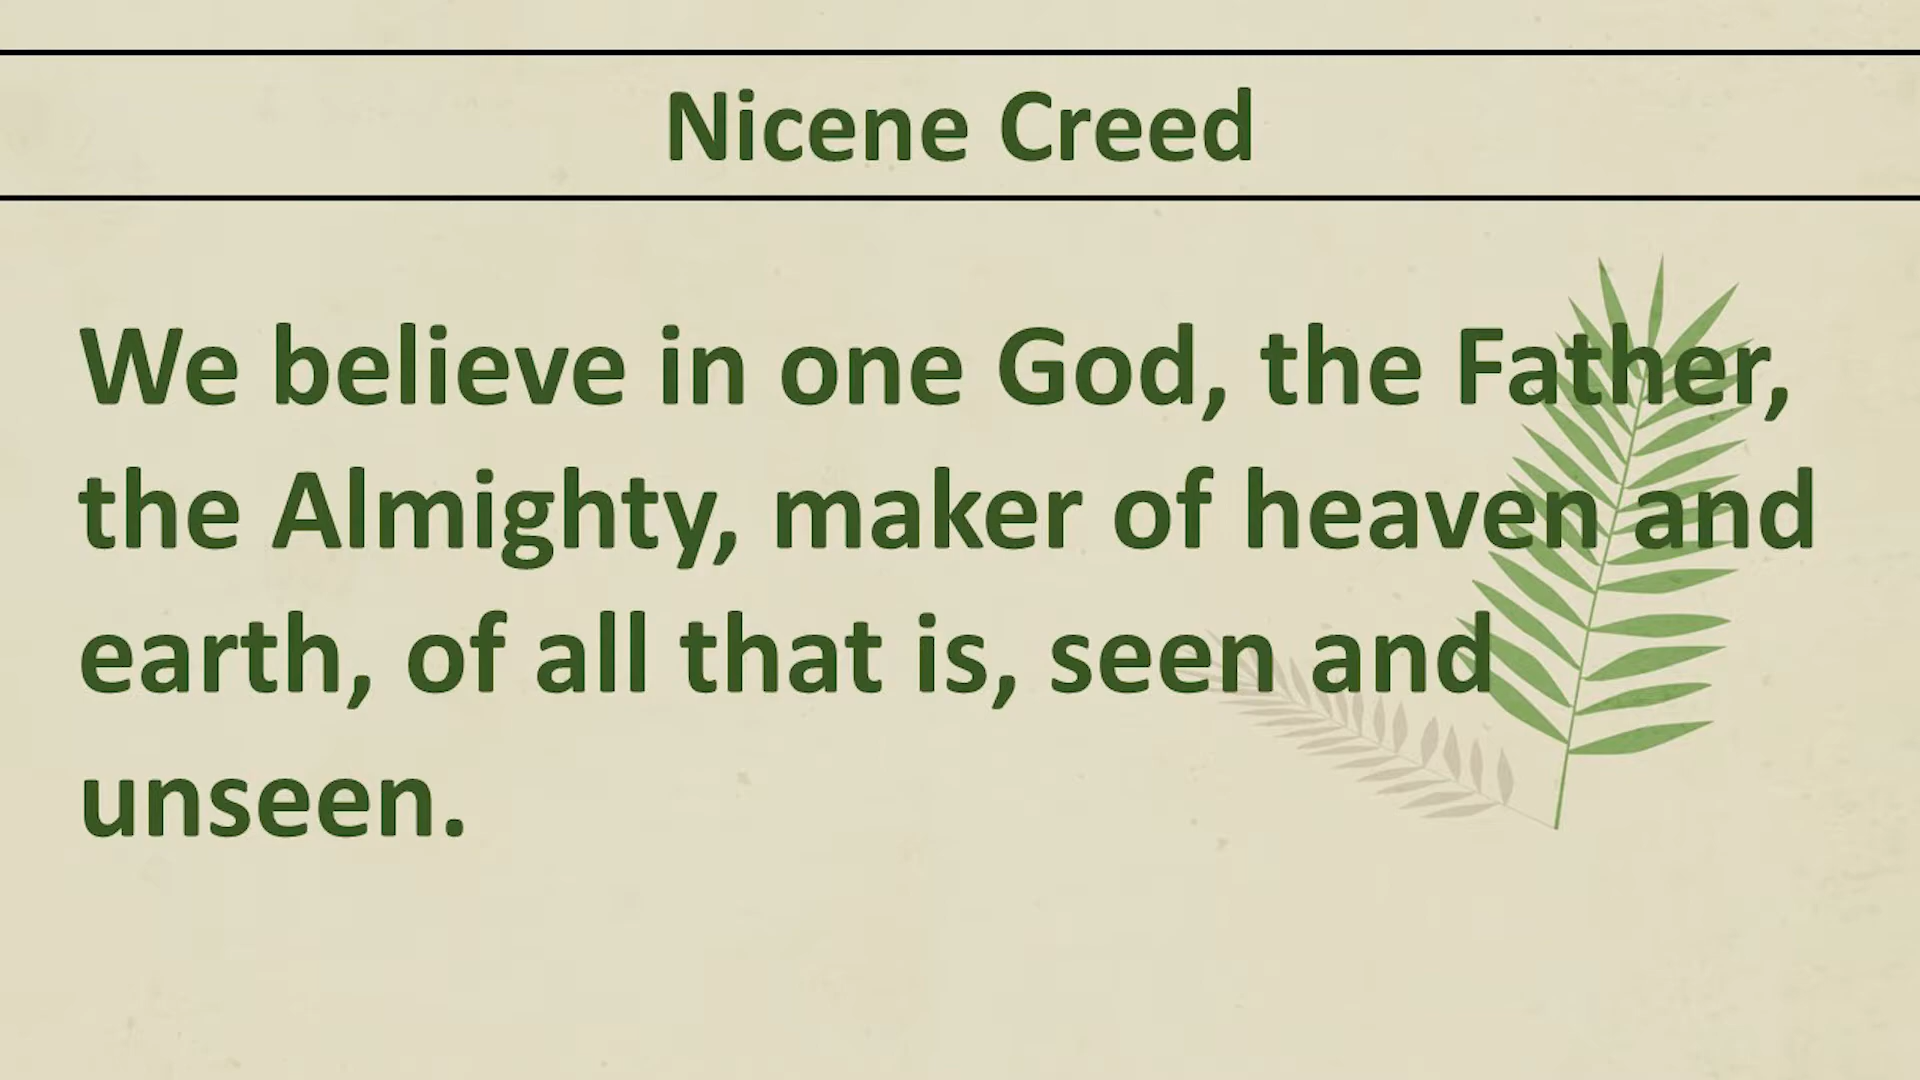 Nicene Creed
We believe in one God, the Father,
the Almighty, maker of heaven and
earth, of all that is, seen and
unseen.